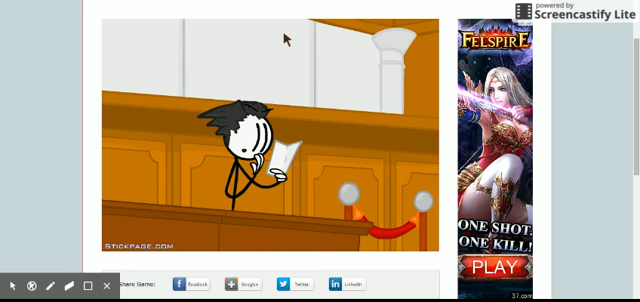 powered by
Screencastify Lite
FELSPIRE
ONE SHOT,
ONE KILL!
PLAY
STICKPAGE.COM
Share Game:
Facebook
Google+
Twitter
LinkedIn
37.com